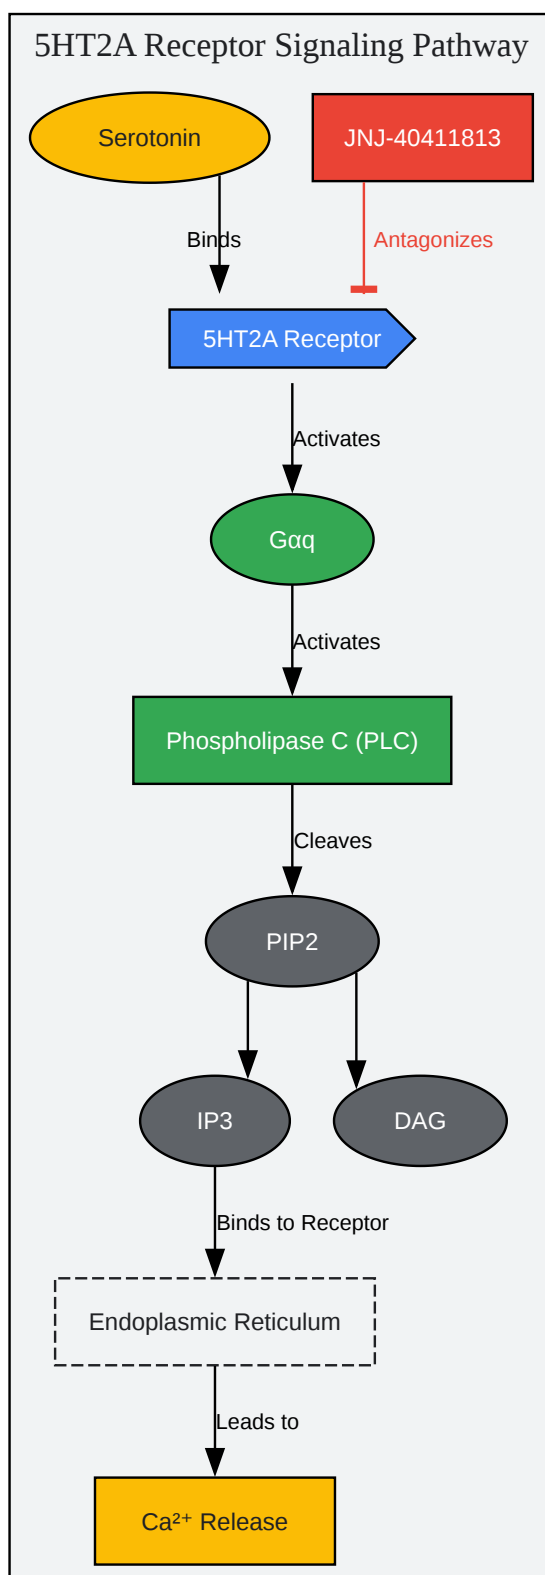 5HT2A Receptor Signaling Pathway
Serotonin
JNJ-40411813
Binds
Antagonizes
5HT2A Receptor
Activates
Gαq
Activates
Phospholipase C (PLC)
Cleaves
PIP2
IP3
DAG
Binds to Receptor
Endoplasmic Reticulum
Leads to
Ca²⁺ Release